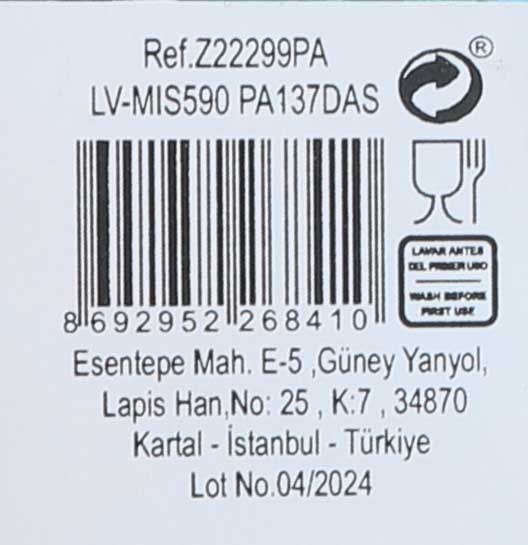 Ref.Z22299PA
®
LV-MIS590 PA137DAS
LAVAR ANTES
DEL PRIMER USO
WASH BEFORE
FIRST USE
8 692952 268410
Esentepe Mah. E-5 ,Güney Yanyol,
Lapis Han,No: 25 , K:7 , 34870
Kartal - İstanbul - Türkiye
Lot No.04/2024